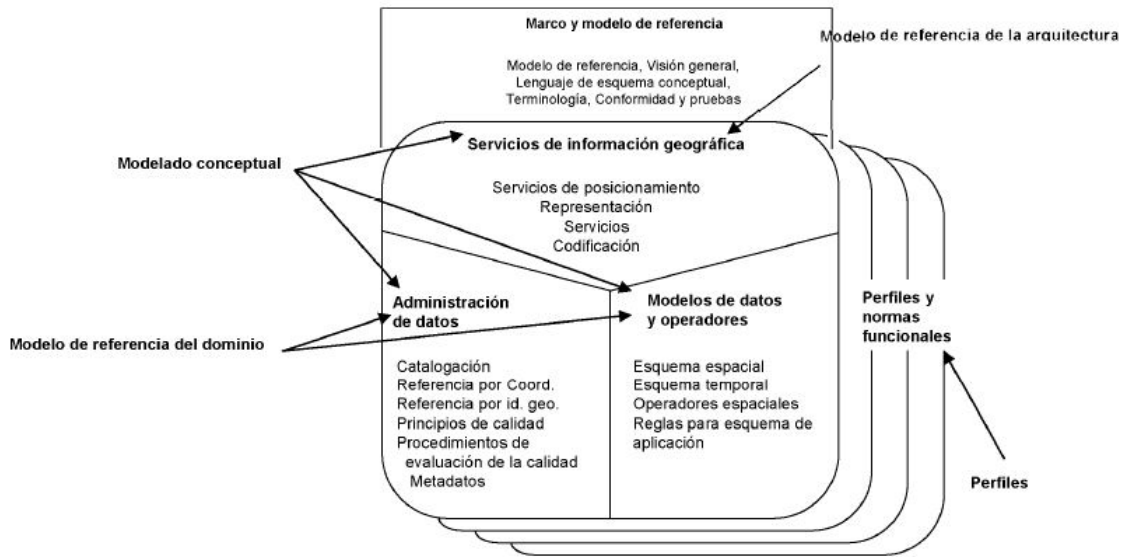 Marco y modelo de referencia
Modelo de referencia de la arquitectura
Modelo de referencia, Visión general,
Lenguaje de esquema conceptual,
Terminología, Conformidad y pruebas
Servicios de información geográfica
Modelado conceptual
Servicios de posicionamiento
Representación
Servicios
Codificación
Administración
de datos
Modelos de datos
y operadores
Perfiles y
normas
funcionales
Modelo de referencia del dominio
Catalogación
Referencia por Coord.
Referencia por id. geo.
Principios de calidad
Procedimientos de
evaluación de la calidad
Metadatos
Esquema espacial
Esquema temporal
Operadores espaciales
Reglas para esquema de
aplicación
Perfiles